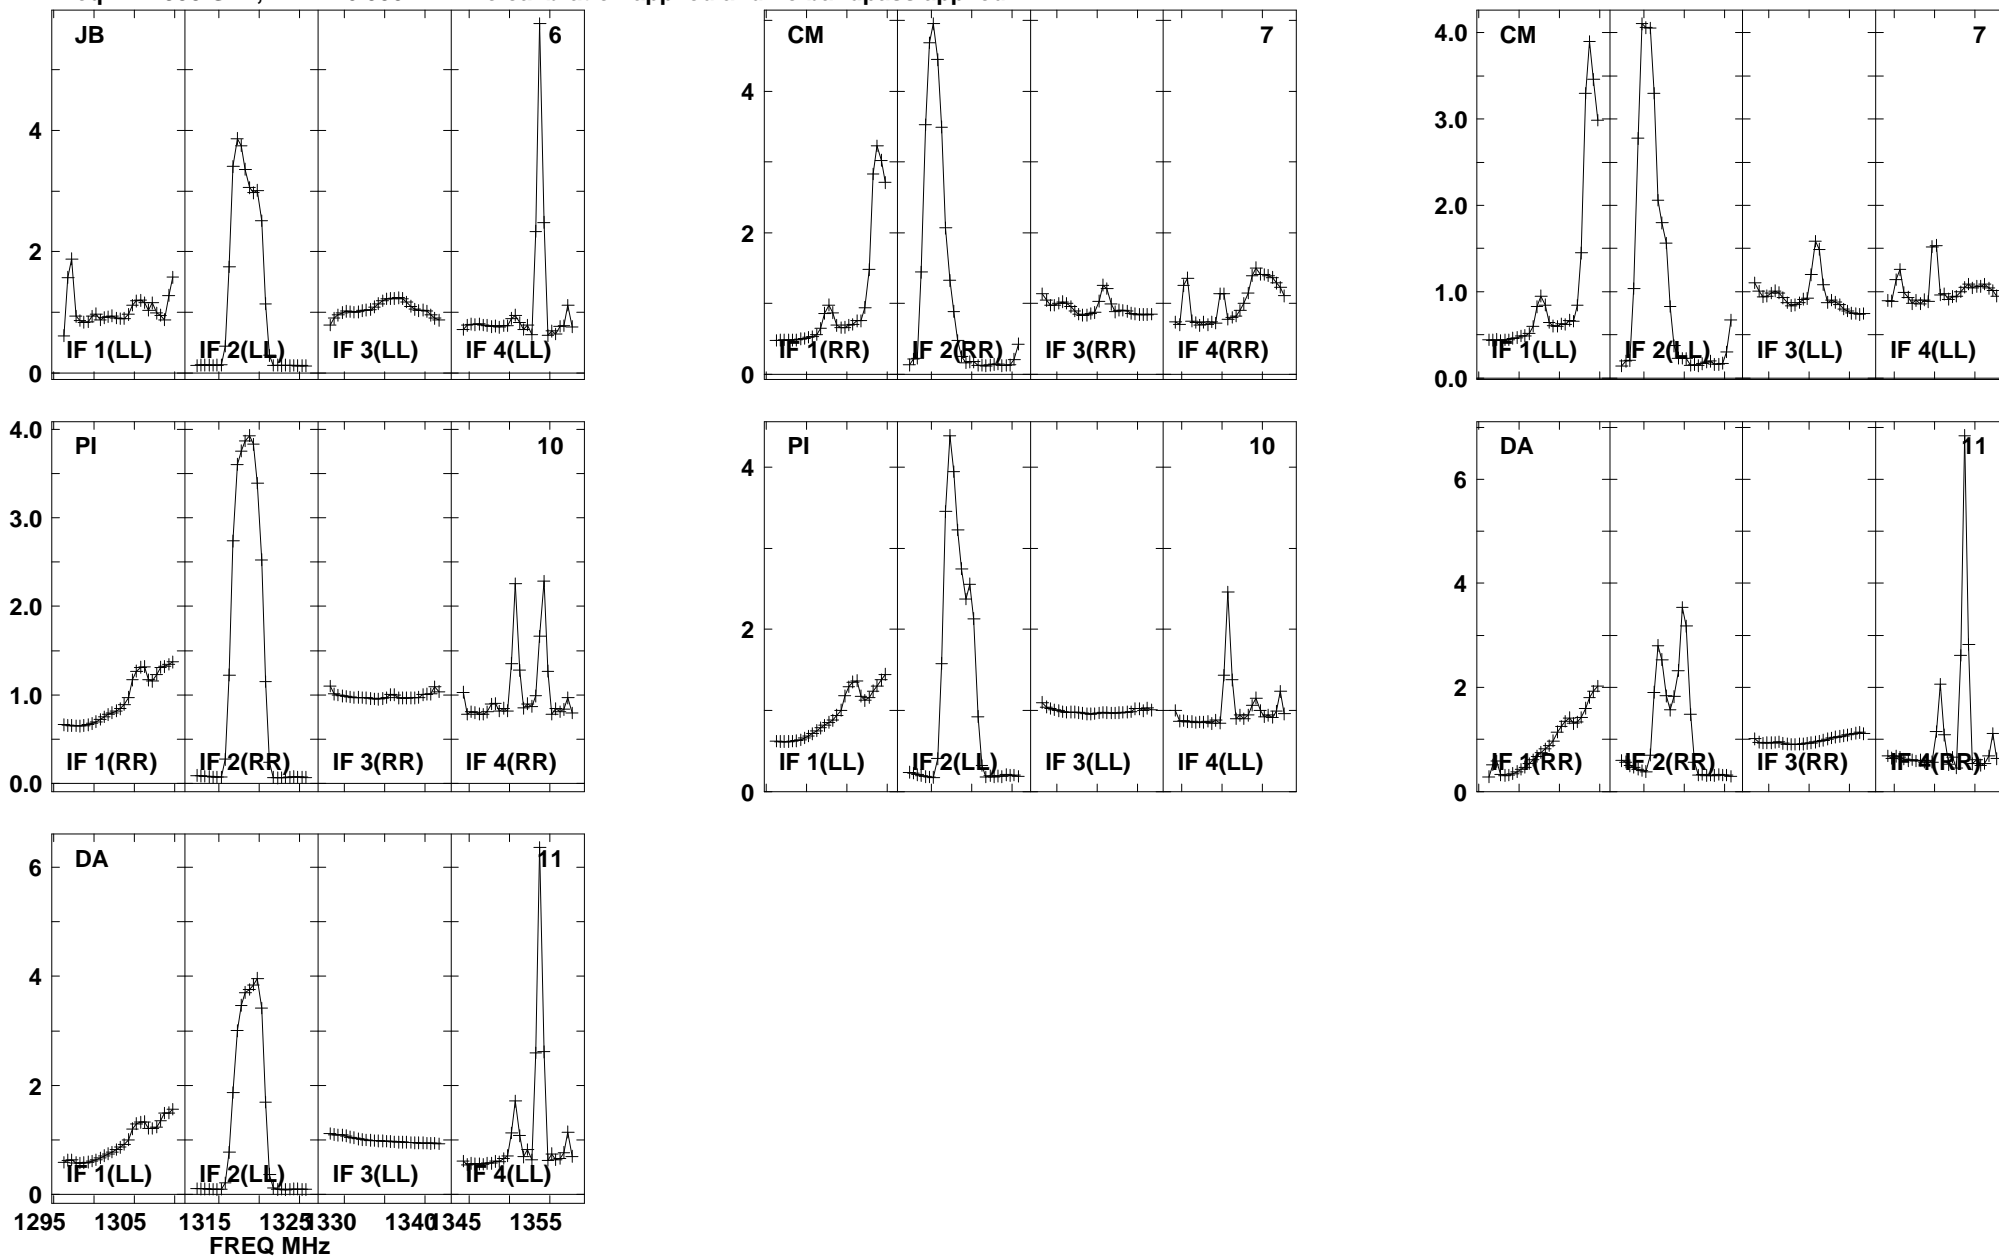 JB 6
6
4
2
0
IF 1(LL) IF 2(LL) IF 3(LL) IF 4(LL)
CM 7
4
2
0
IF 1(RR) IF 2(RR) IF 3(RR) IF 4(RR)
CM 7
4.0
3.0
2.0
1.0
0.0
IF 1(LL) IF 2(LL) IF 3(LL) IF 4(LL)
PI 10
4.0
3.0
2.0
1.0
0.0
IF 1(RR) IF 2(RR) IF 3(RR) IF 4(RR)
PI 10
4
2
0
IF 1(LL) IF 2(LL) IF 3(LL) IF 4(LL)
DA 11
6
4
2
0
IF 1(RR) IF 2(RR) IF 3(RR) IF 4(RR)
DA 11
6
4
2
0
IF 1(LL) IF 2(LL) IF 3(LL) IF 4(LL)
1295 1305 1315 1325 1330 1340 1345 1355
FREQ MHz